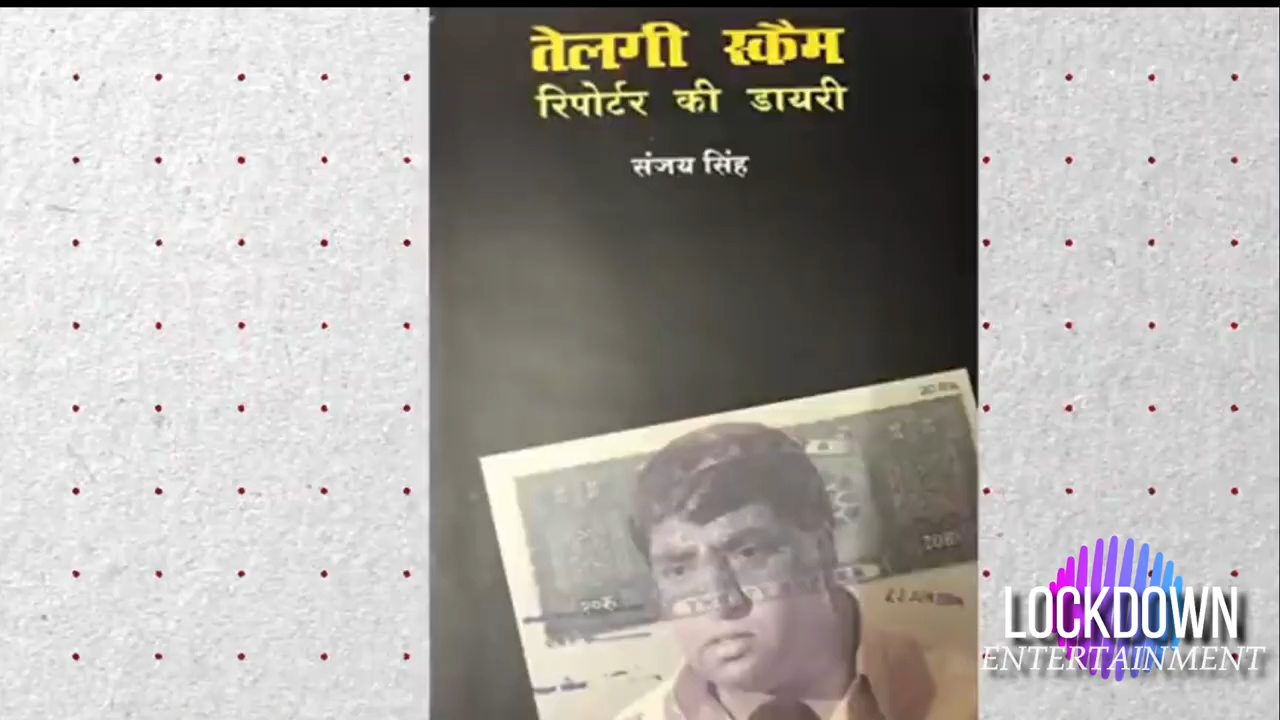 तेलगी स्कैम
रिपोर्टर की डायरी
संजय सिंह
LOCKDOWN
ENTERTAINMENT